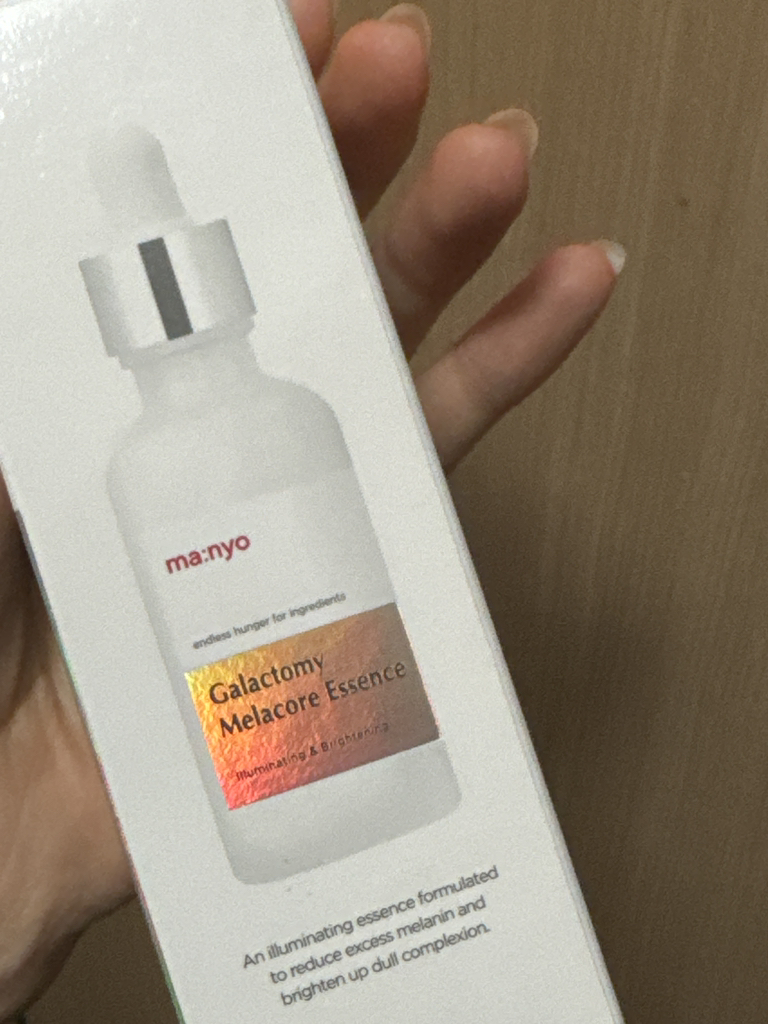 ma:nyo
endless hunger for ingredients
Galactomy
Melacore Essence
Illuminating & Brightening
An illuminating essence formulated
to reduce excess melanin and
brighten up dull complexion.